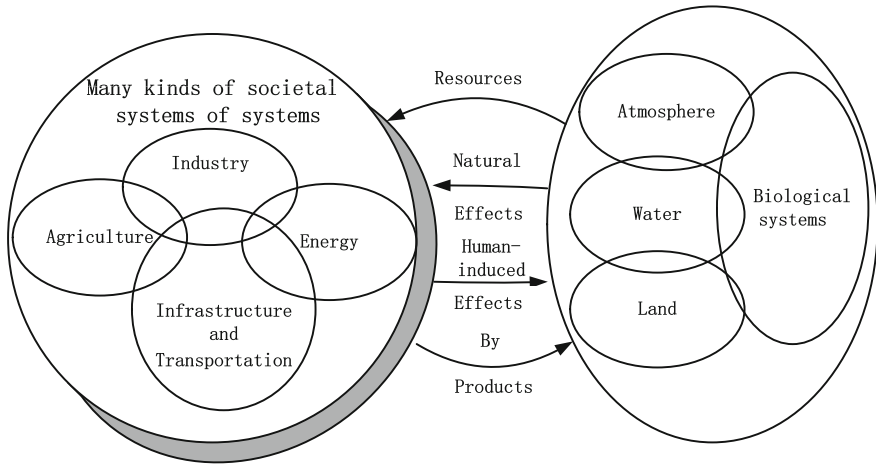 Many kinds of societal
systems of systems
Industry
Agriculture
Energy
Infrastructure
and
Transportation
Resources
Natural
Effects
Human-
induced
Effects
By
Products
Atmosphere
Water
Biological
systems
Land